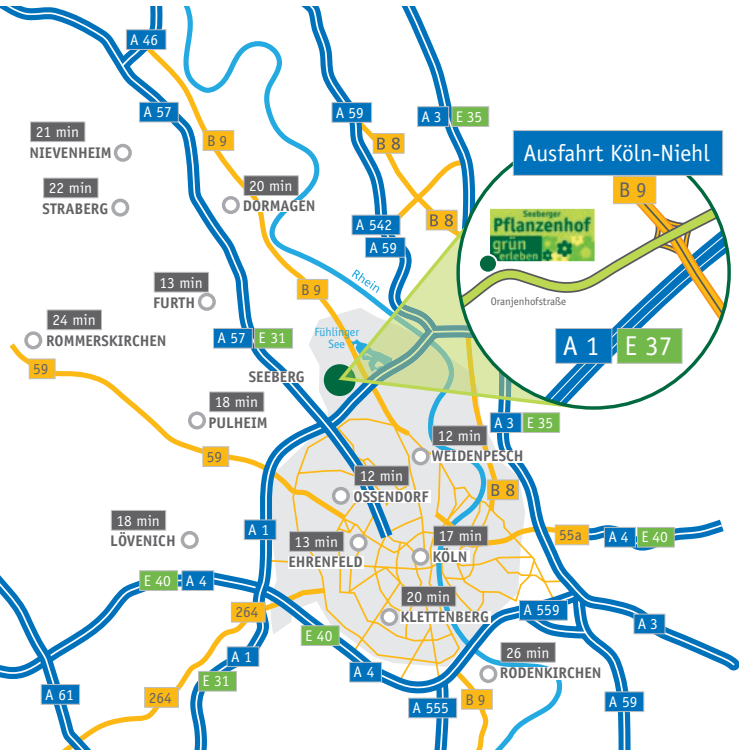 A 46
A 57
B 9
A 59
A 3 E 35
B 8
21 min
NIEVENHEIM
Ausfahrt Köln-Niehl
22 min
STRABERG
20 min
DORMAGEN
B 9
Seeberger
Pflanzenhof
grün
erleben
A 542
B 8
A 59
Rhein
13 min
FURTH
B 9
Oranjenhofstraße
24 min
ROMMERSKIRCHEN
A 57 E 31
Fühlinger
See
A 1 E 37
59
SEEBERG
18 min
PULHEIM
A 3 E 35
12 min
WEIDENPESCH
59
12 min
OSSENDORF
B 8
18 min
LÖVENICH
A 1
13 min
EHRENFELD
17 min
KÖLN
55a
A 4 E 40
E 40 A 4
20 min
KLETTENBERG
264
A 559
A 3
E 40
A 1
26 min
RODENKIRCHEN
A 4
E 31
A 61
264
A 555
B 9
A 59